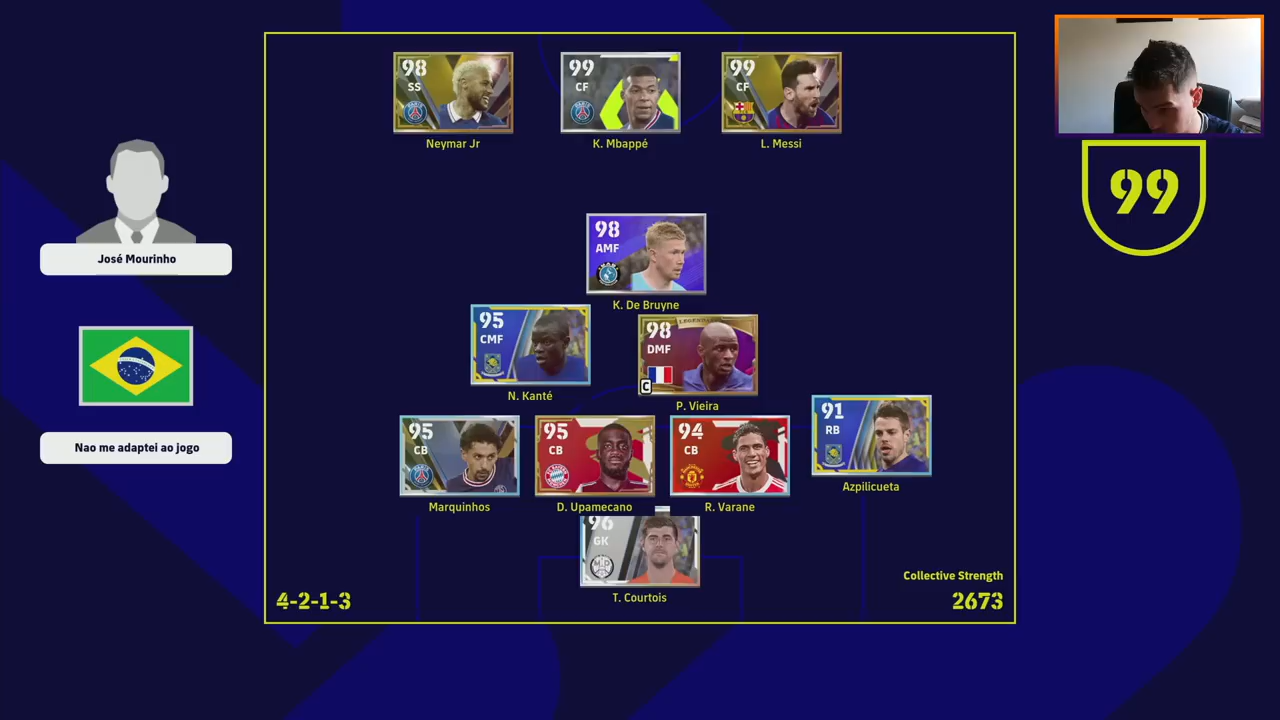 98
SS
Neymar Jr
99
CF
K. Mbappé
99
CF
L. Messi
99
José Mourinho
98
AMF
K. De Bruyne
95
CMF
N. Kanté
LEGENDARY
98
DMF
C
P. Vieira
Nao me adaptei ao jogo
95
CB
Marquinhos
95
CB
D. Upamecano
94
CB
R. Varane
91
RB
Azpilicueta
96
GK
T. Courtois
4-2-1-3
Collective Strength
2673